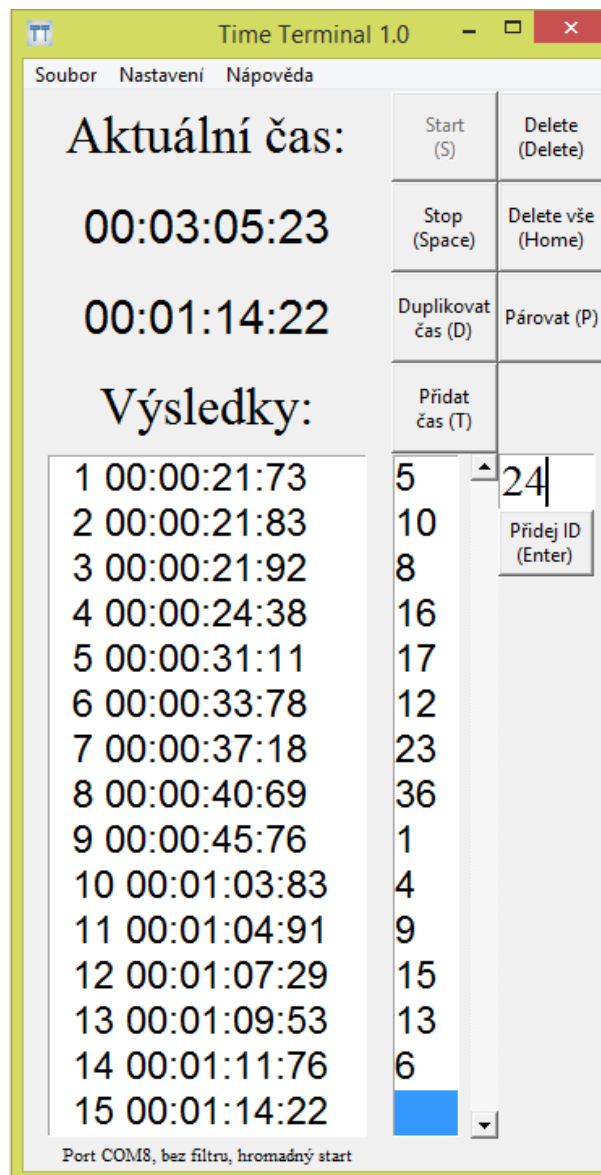 TT Time Terminal 1.0
Soubor Nastavení Nápověda
Aktuální čas:
00:03:05:23
00:01:14:22
Výsledky:
Start
(S)
Delete
(Delete)
Stop
(Space)
Delete vše
(Home)
Duplikovat
čas (D)
Párovat (P)
Přidat
čas (T)
1 00:00:21:73 5
2 00:00:21:83 10
3 00:00:21:92 8
4 00:00:24:38 16
5 00:00:31:11 17
6 00:00:33:78 12
7 00:00:37:18 23
8 00:00:40:69 36
9 00:00:45:76 1
10 00:01:03:83 4
11 00:01:04:91 9
12 00:01:07:29 15
13 00:01:09:53 13
14 00:01:11:76 6
15 00:01:14:22
24
Přidej ID
(Enter)
Port COM8, bez filtru, hromadný start